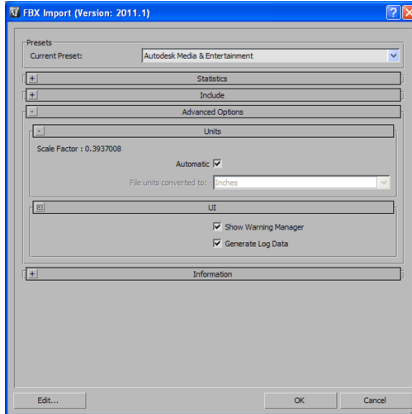 FBX Import (Version: 2011.1)
Presets
Current Preset: Autodesk Media & Entertainment
+ Statistics
+ Include
- Advanced Options
- Units
Scale Factor : 0.3937008
Automatic
File units converted to: Inches
UI
Show Warning Manager
Generate Log Data
+ Information
Edit... OK Cancel